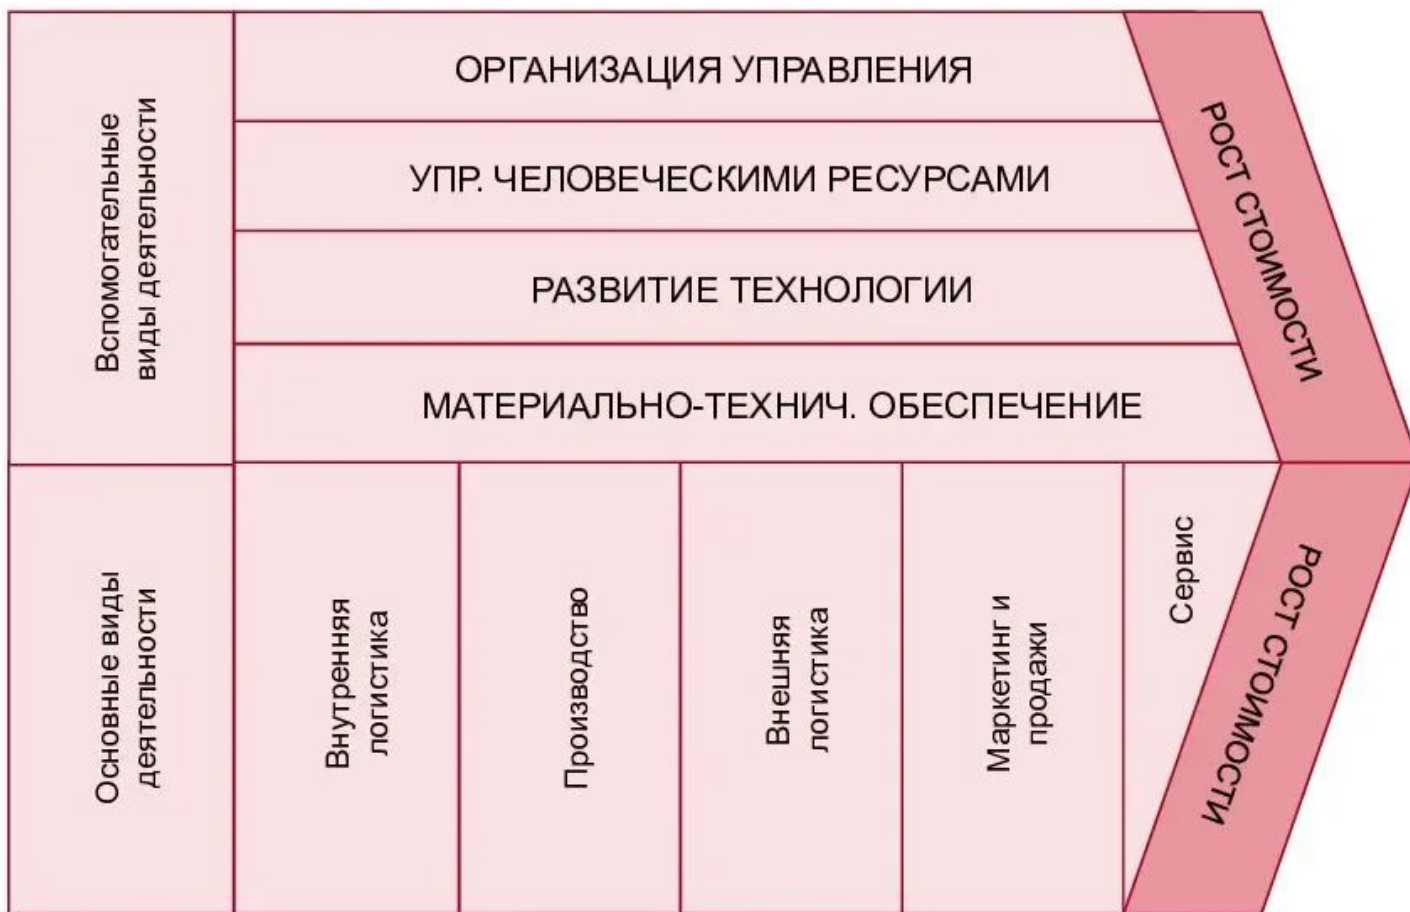 Вспомогательные
виды деятельности
ОРГАНИЗАЦИЯ УПРАВЛЕНИЯ
УПР. ЧЕЛОВЕЧЕСКИМИ РЕСУРСАМИ
РАЗВИТИЕ ТЕХНОЛОГИИ
МАТЕРИАЛЬНО-ТЕХНИЧ. ОБЕСПЕЧЕНИЕ
РОСТ СТОИМОСТИ
Основные виды
деятельности
Внутренняя
логистика
Производство
Внешняя
логистика
Маркетинг и
продажи
Сервис
РОСТ СТОИМОСТИ